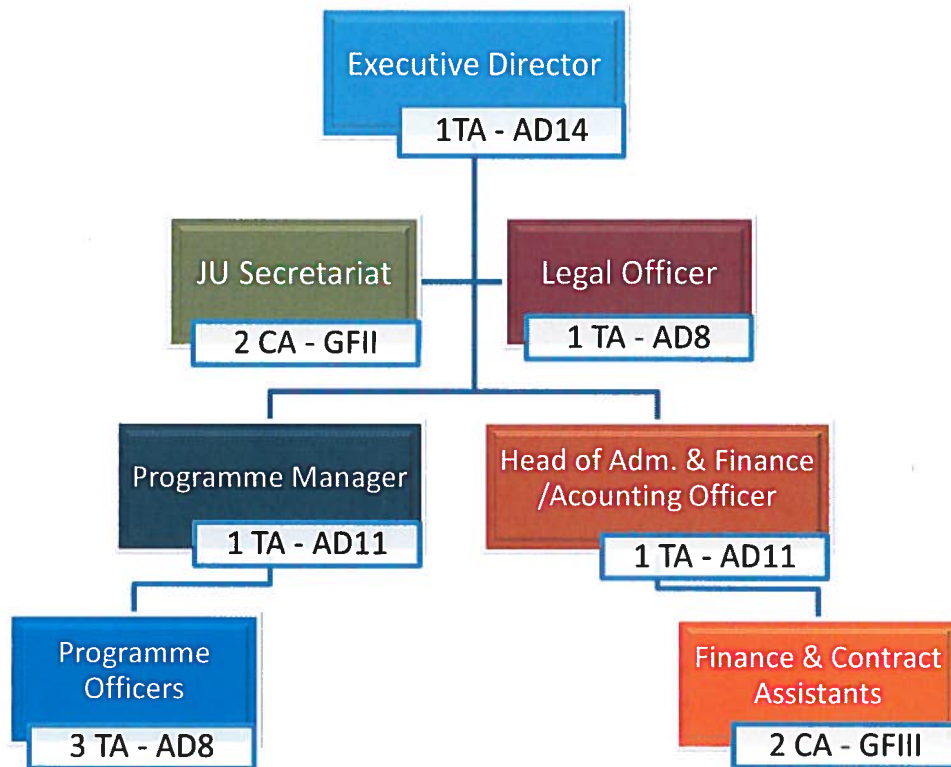 Executive Director
1TA - AD14
JU Secretariat
2 CA - GFII
Legal Officer
1 TA - AD8
Programme Manager
1 TA - AD11
Head of Adm. & Finance
/Acounting Officer
1 TA - AD11
Programme
Officers
3 TA - AD8
Finance & Contract
Assistants
2 CA - GFIII